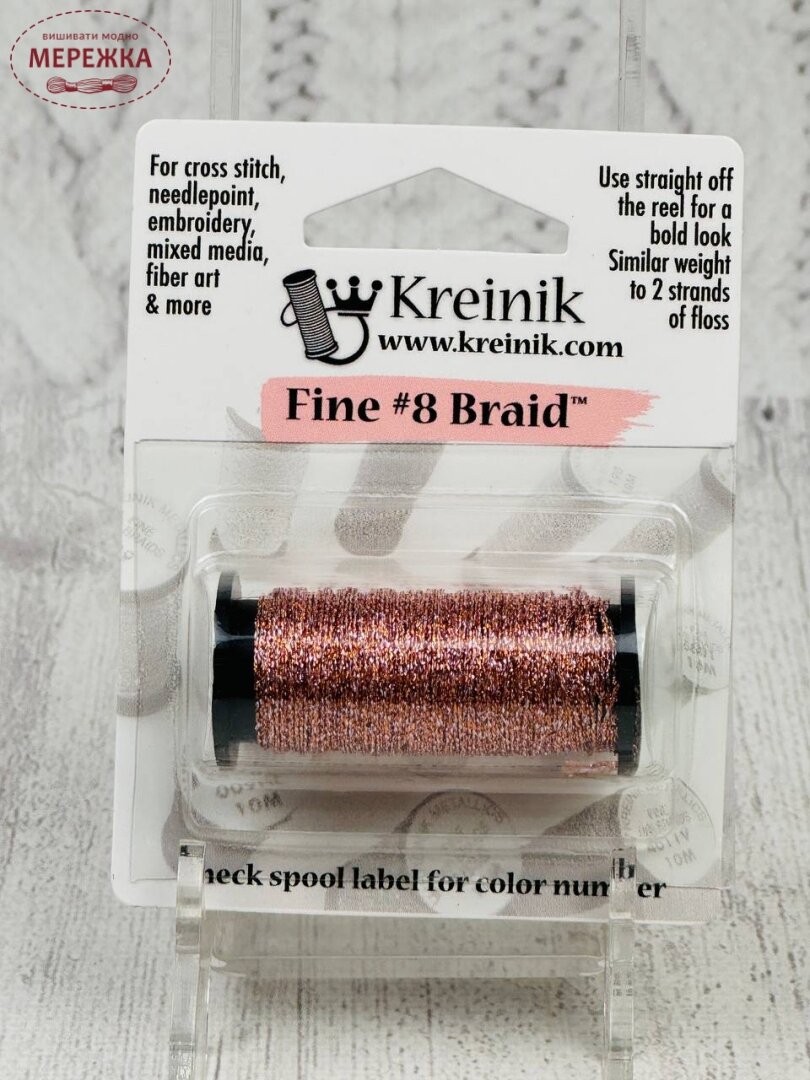 вишивати модно
МЕРЕЖКА
For cross stitch,
needlepoint,
embroidery,
mixed media,
fiber art
& more
Use straight off
the reel for a
bold look
Similar weight
to 2 strands
of floss
Kreinik
www.kreinik.com
Fine #8 Braid™
heck spool label for color number